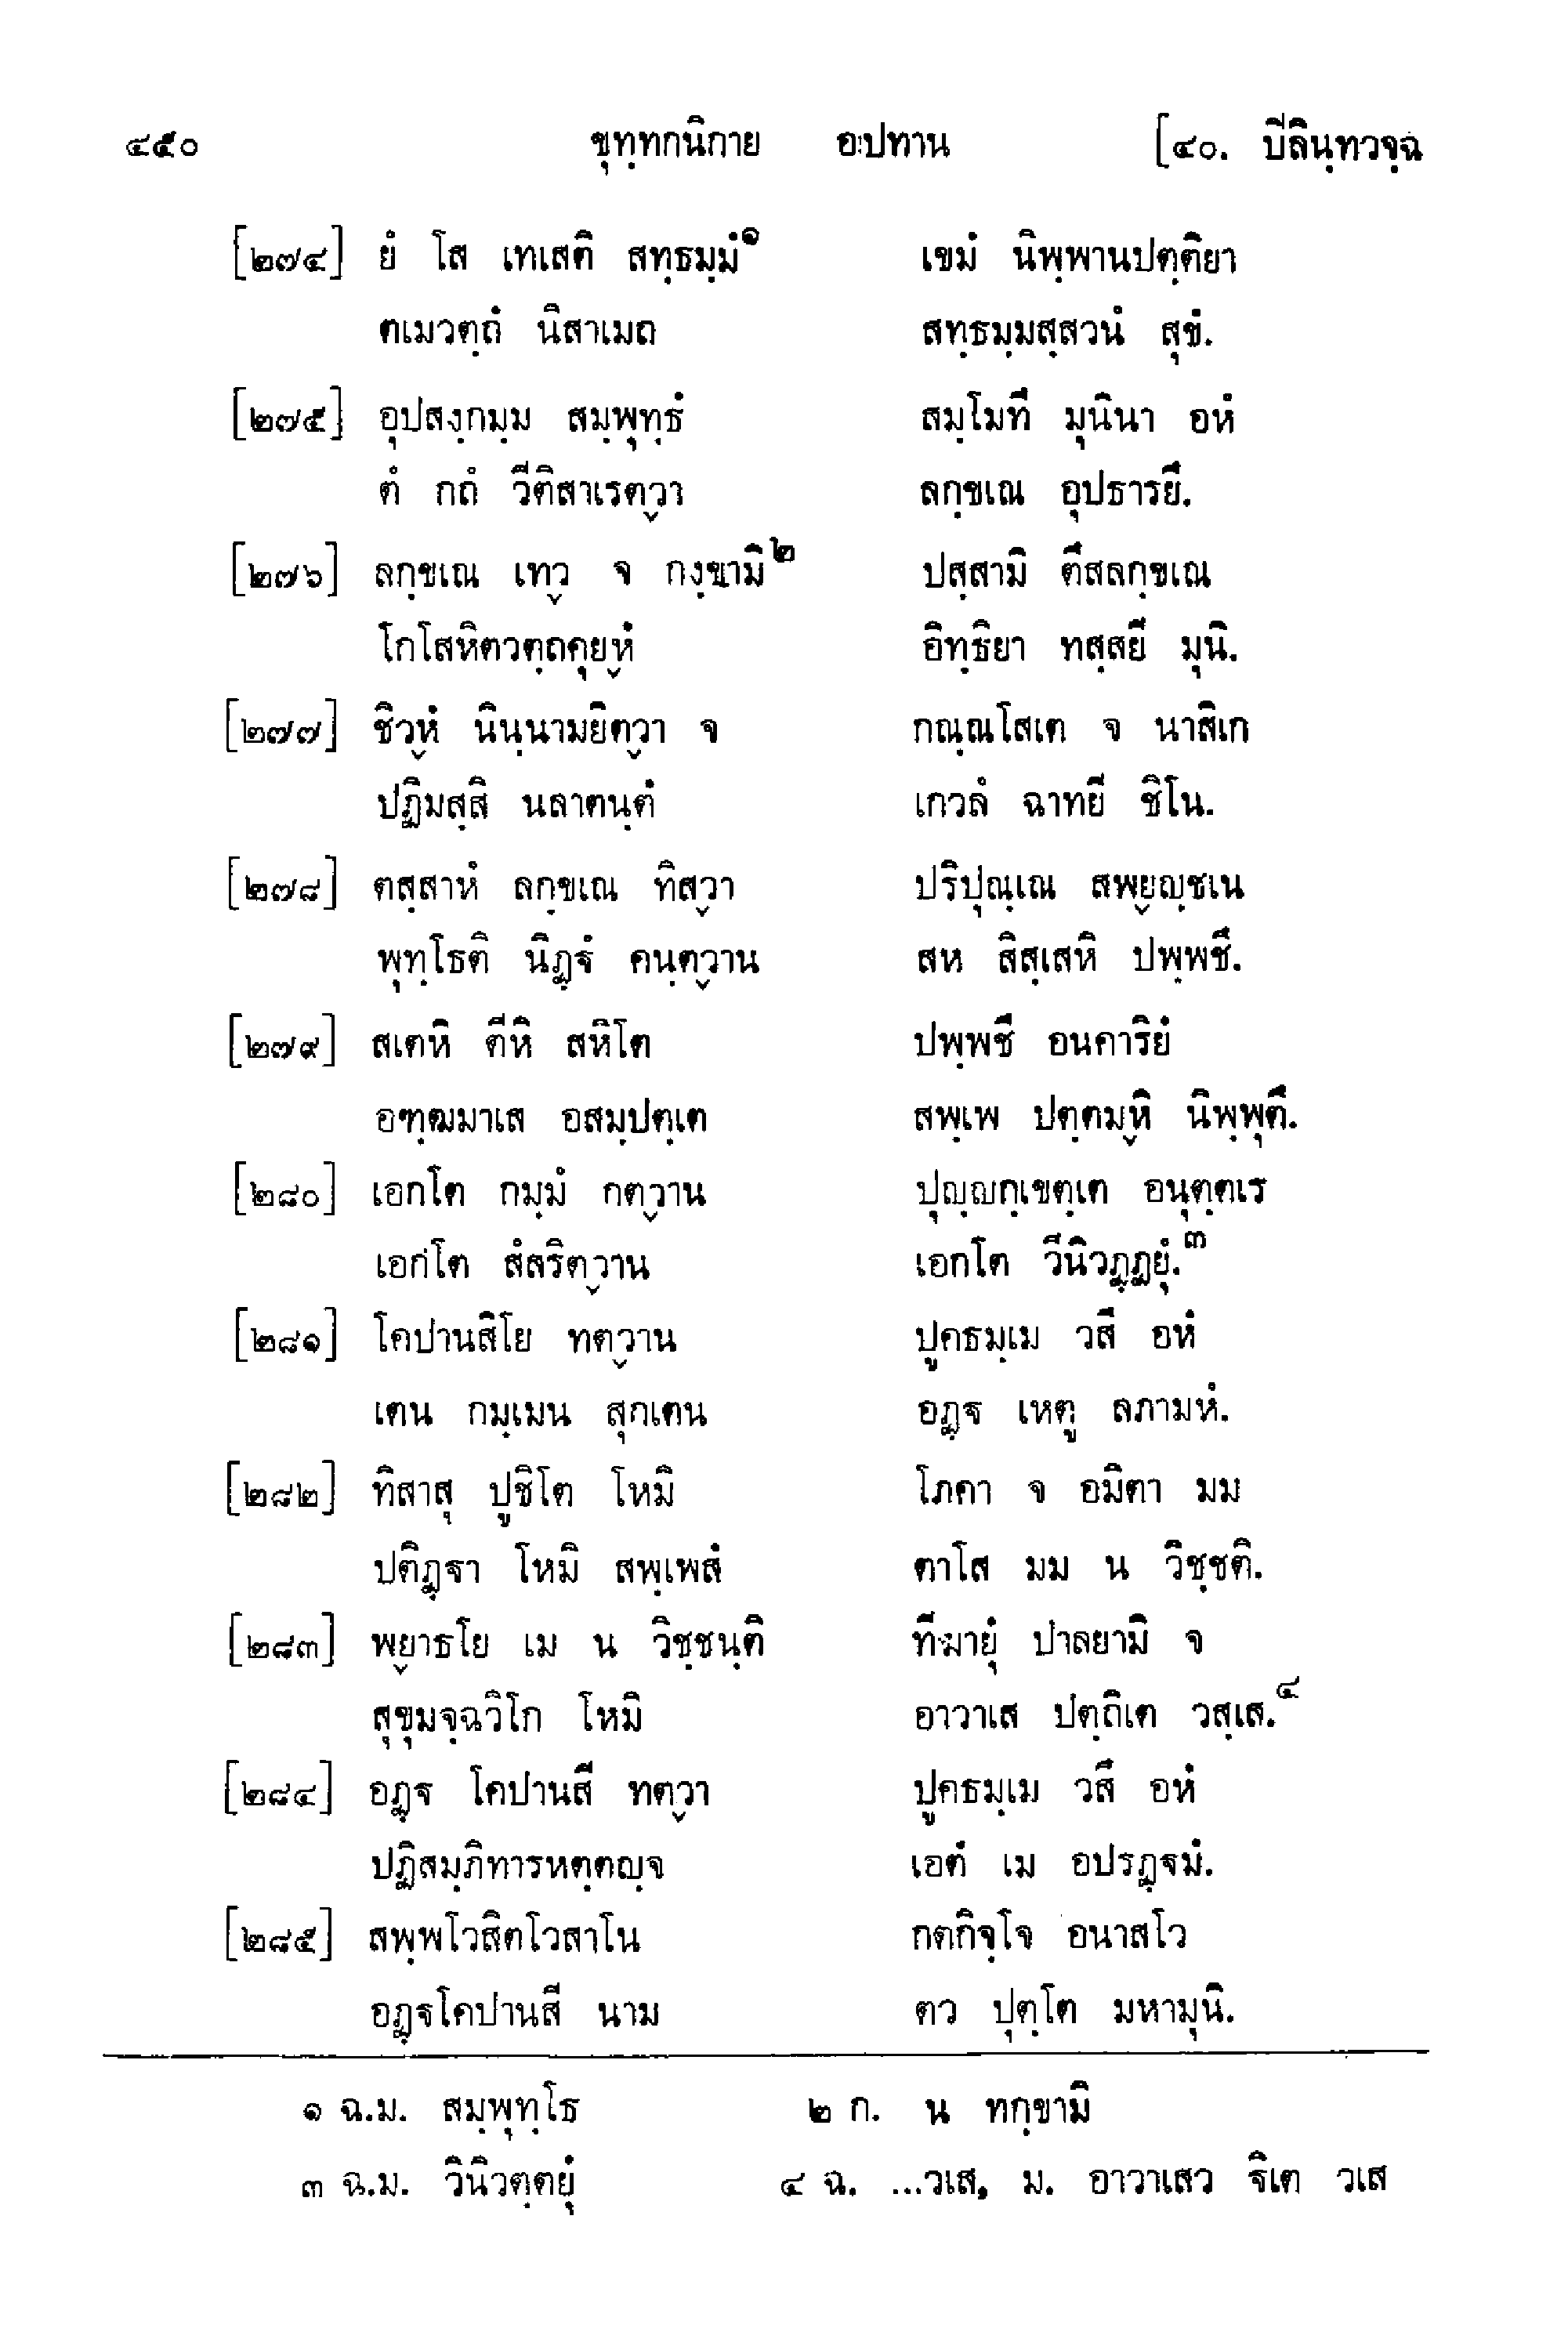 ๔๕๐ ขุทฺทกนิกาย อปทาน [๔๐. ปิลินฺทวจฺฉ
[๒๗๔] ยํ โส เทเสติ สทฺธมฺมํ๑ เขมํ นิพฺพานปตฺติยา
ตเมวตฺถํ นิสาเมถ สทฺธมฺมสฺสวนํ สุขํ.
[๒๗๕] อุปสงฺกมฺม สมฺพุทฺธํ สมฺโมทึ มุนินา อหํ
ตํ กถํ วีติสาเรตฺวา ลกฺขเณ อุปธารยึ.
[๒๗๖] ลกฺขเณ เทฺว จ กงฺขามิ๒ ปสฺสามิ ตึสลกฺขเณ
โกโสหิตวตฺถคุยฺหํ อิทฺธิยา ทสฺสยี มุนิ.
[๒๗๗] ชิวฺหํ นินฺนามยิตฺวา จ กณฺณโสเต จ นาสิเก
ปฏิมสฺสิ นลาตนฺตํ เกวลํ ฉาทยี ชิโน.
[๒๗๘] ตสฺสาหํ ลกฺขเณ ทิสฺวา ปริปุณฺเณ สพฺยญฺชเน
พุทฺโธติ นิฏฺฐํ คนฺตฺวาน สห สิสฺเสหิ ปพฺพชึ.
[๒๗๙] สเตหิ ตีหิ สหิโต ปพฺพชึ อนคาริยํ
อฑฺฒมาเส อสมฺปตฺเต สพฺเพ ปตฺตมฺหิ นิพฺพุตึ.
[๒๘๐] เอกโต กมฺมํ กตฺวาน ปุญฺญกฺเขตฺเต อนุตฺตเร
เอกโต สํสริตฺวาน เอกโต วินิวฏฺฏยุํ.๓
[๒๘๑] โคปานสิโย ทตฺวาน ปูคธมฺเม วสึ อหํ
เตน กมฺเมน สุกเตน อฏฺฐ เหตู ลภามหํ.
[๒๘๒] ทิสาสุ ปูชิโต โหมิ โภคา จ อมิตา มม
ปติฏฺฐา โหมิ สพฺเพสํ ตาโส มม น วิชฺชติ.
[๒๘๓] พฺยาธโย เม น วิชฺชนฺติ ทีฆายุํ ปาลยามิ จ
สุขุมจฺฉวิโก โหมิ อาวาเส ปตฺถิเต วสฺเส.๔
[๒๘๔] อฏฺฐ โคปานสี ทตฺวา ปูคธมฺเม วสึ อหํ
ปฏิสมฺภิทารหตฺตญฺจ เอตํ เม อปรฏฺฐมํ.
[๒๘๕] สพฺพโวสิตโวสาโน กตกิจฺโจ อนาสโว
อฏฺฐโคปานสี นาม ตว ปุตฺโต มหามุนิ.
๑ ฉ.ม. สมฺพุทฺโธ ๒ ก. น ทกฺขามิ
๓ ฉ.ม. วินิวตฺตยุํ ๔ ฉ. ...วเส, ม. อาวาเสว ฐิเต วเส